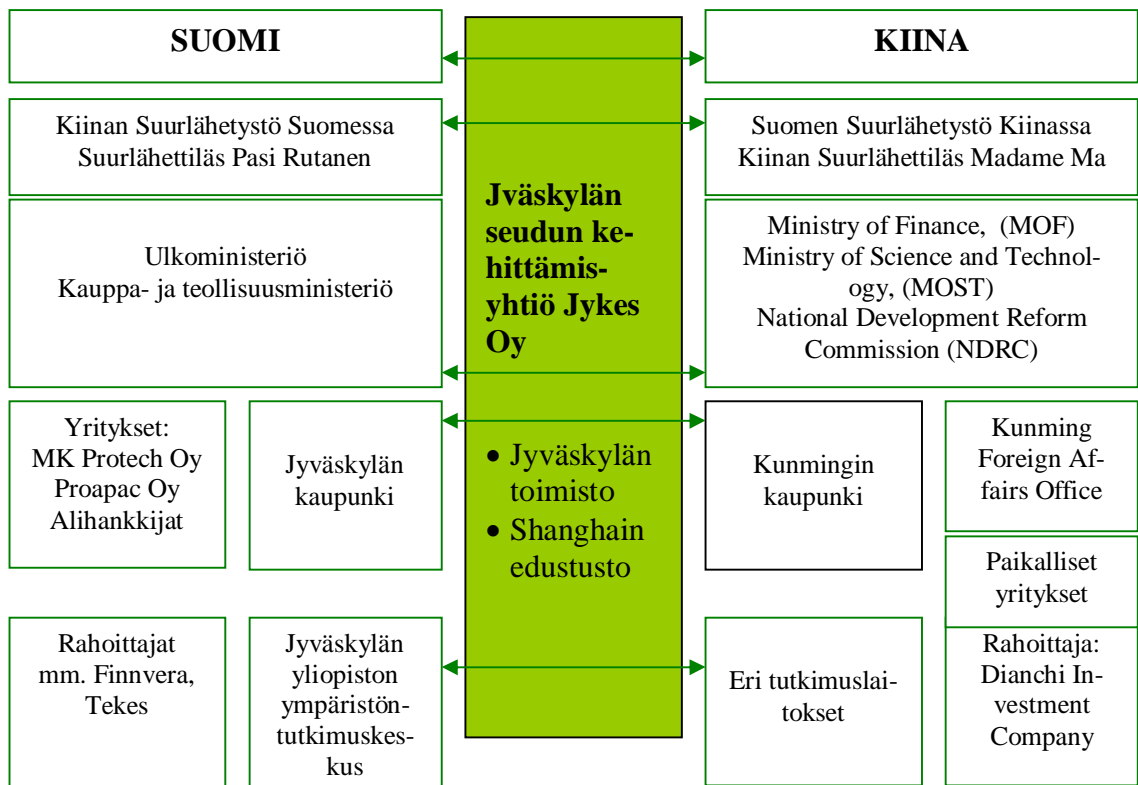 SUOMI
KIINA
Kiinan Suurlähetystö Suomessa
Suurlähettiläs Pasi Rutanen
Suomen Suurlähetystö Kiinassa
Kiinan Suurlähettiläs Madame Ma
Jväskylän
seudun ke-
hittämis-
yhtiö Jykes
Oy
Ulkoministeriö
Kauppa- ja teollisuusministeriö
Ministry of Finance, (MOF)
Ministry of Science and Technol-
ogy, (MOST)
National Development Reform
Commission (NDRC)
Yritykset:
MK Protech Oy
Proapac Oy
Alihankkijat
Jyväskylän
kaupunki
• Jyväskylän
toimisto
• Shanghain
edustusto
Kunmingin
kaupunki
Kunming
Foreign Af-
fairs Office
Paikalliset
yritykset
Rahoittajat
mm. Finnvera,
Tekes
Jyväskylän
yliopiston
ympäristön-
tutkimuskes-
kus
Eri tutkimuslai-
tokset
Rahoittaja:
Dianchi In-
vestment
Company